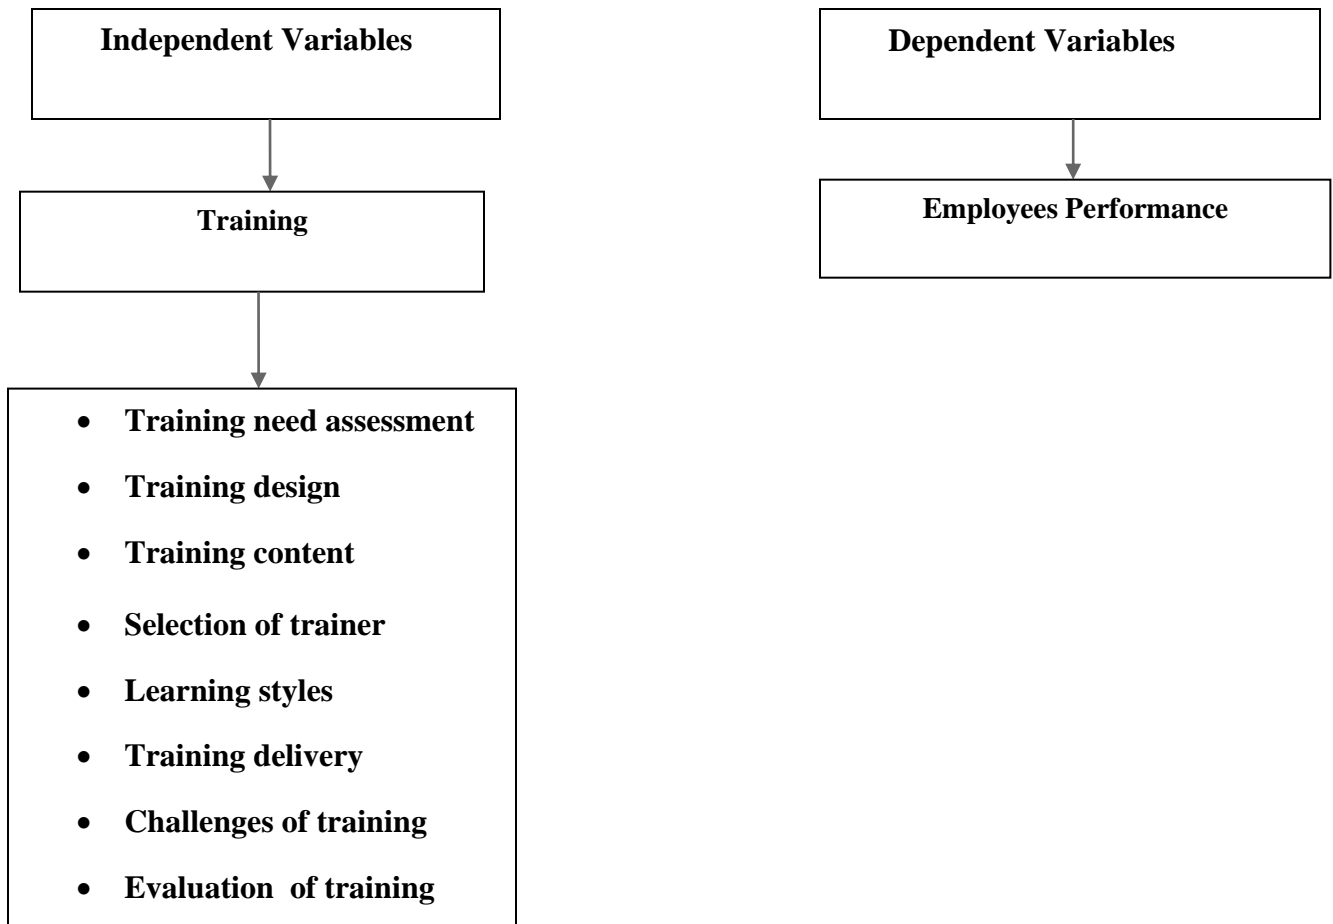 Independent Variables
Dependent Variables
Training
Employees Performance
• Training need assessment
• Training design
• Training content
• Selection of trainer
• Learning styles
• Training delivery
• Challenges of training
• Evaluation  of training